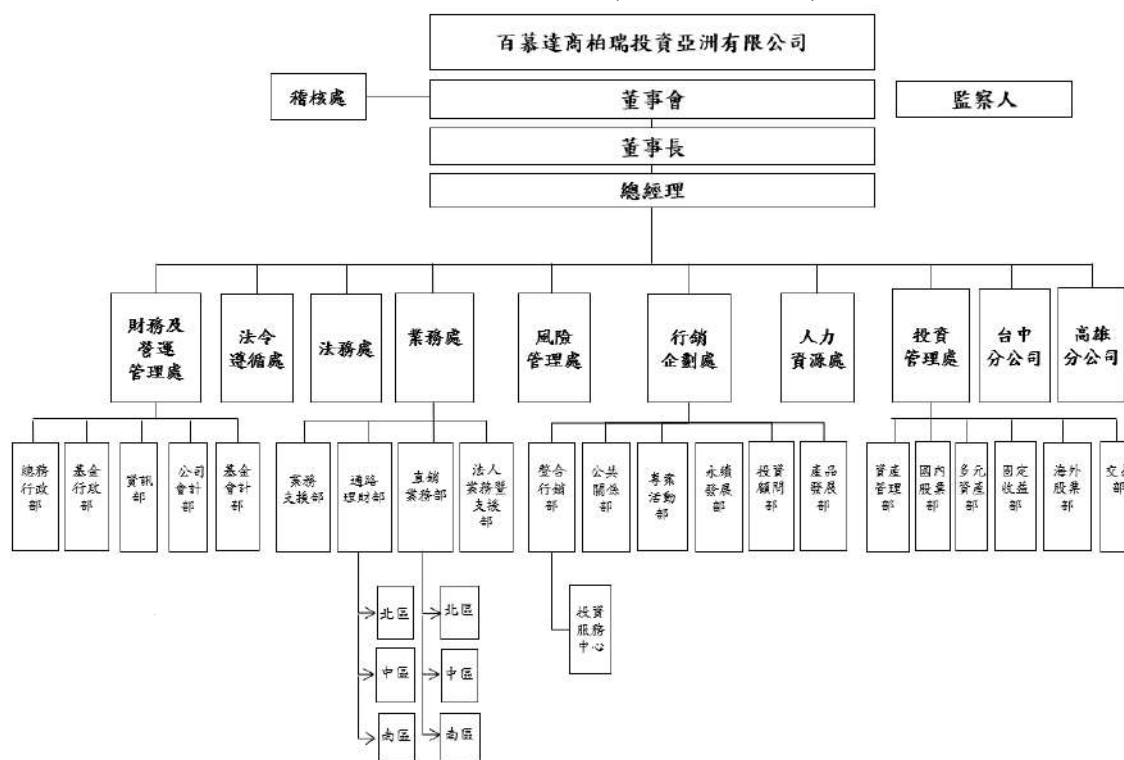 百慕達商柏瑞投資亞洲有限公司
稽核處
董事會
監察人
董事長
總經理
財務及
營運
管理處
法令
遵循處
法務處
業務處
風險
管理處
行銷
企劃處
人力
資源處
投資
管理處
台中
分公司
高雄
分公司
總務
行政
部
基金
行政
部
資訊
部
公司
會計
部
基金
會計
部
業務
支援部
通路
理財部
直銷
業務部
法人
業務暨
支援
部
整合
行銷
部
公共
關係
部
專案
活動
部
永續
發展
部
投資
顧問
部
產品
發展
部
資產
管理
部
國內
股票
部
多元
資產
部
固定
收益
部
海外
股票
部
交易
部
北區
北區
投資
服務
中心
中區
中區
南區
南區